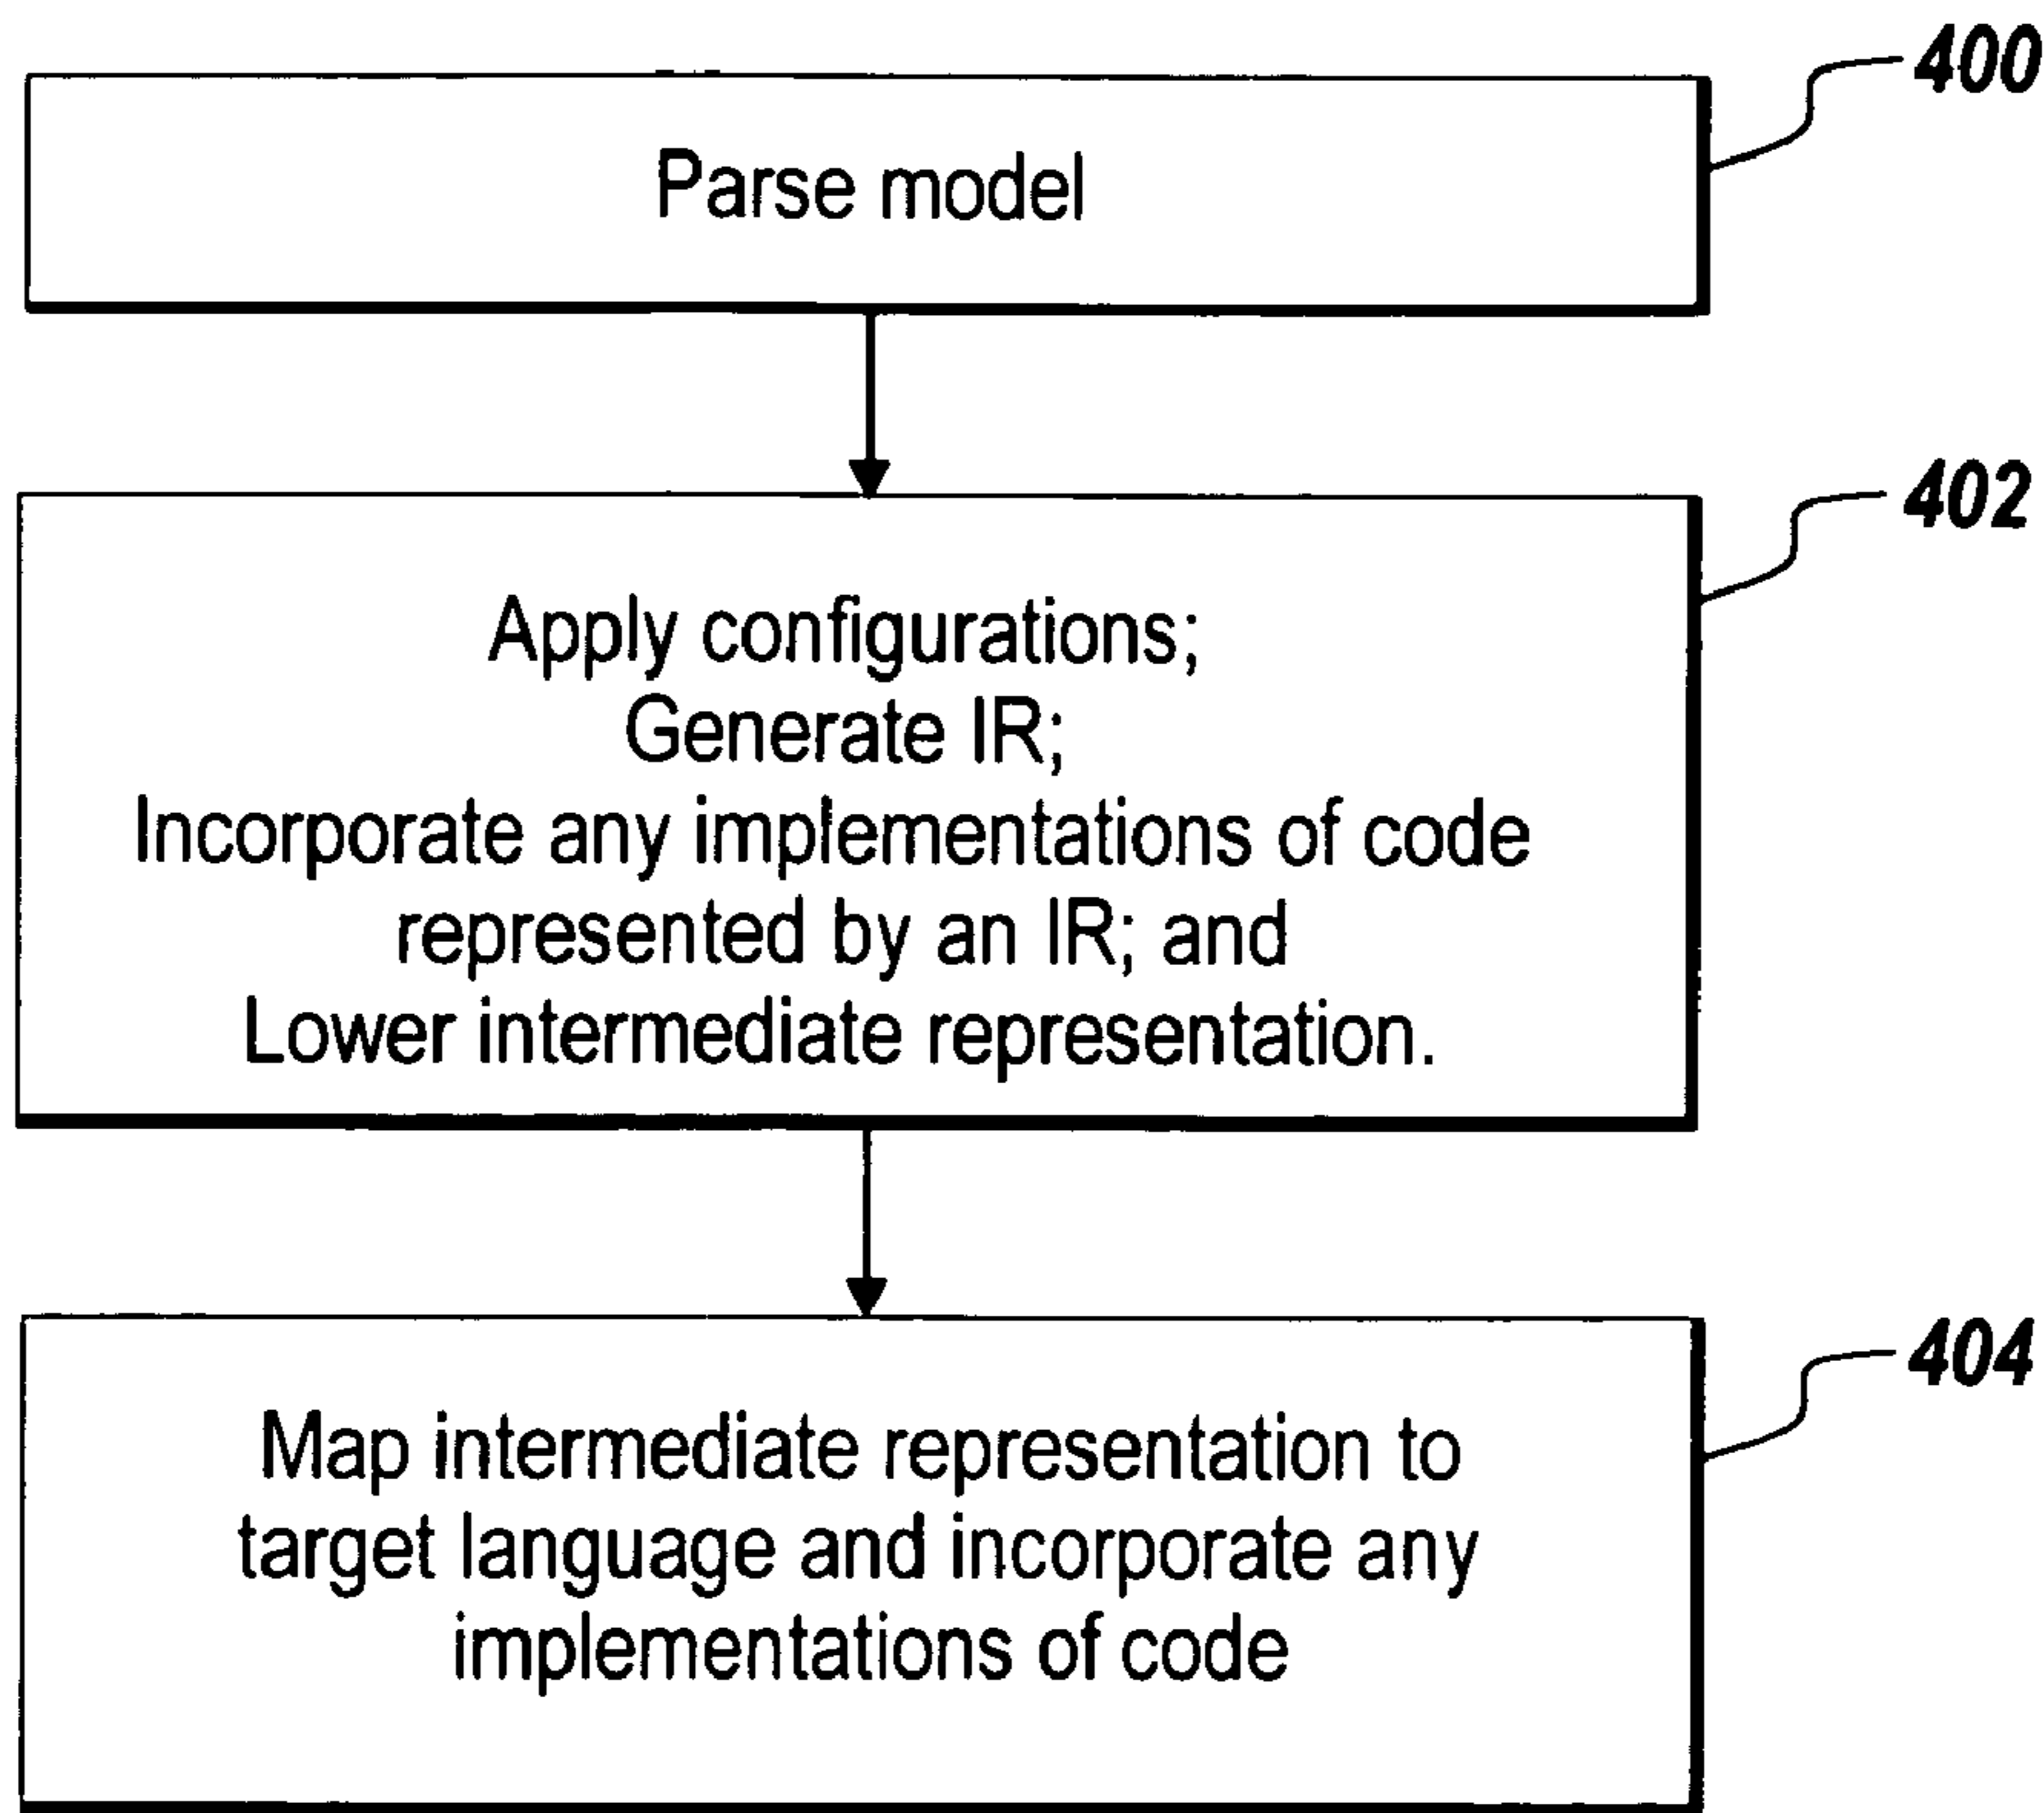 400
Parse model
402
Apply configurations;
Generate IR;
Incorporate any implementations of code
represented by an IR; and
Lower intermediate representation.
404
Map intermediate representation to
target language and incorporate any
implementations of code